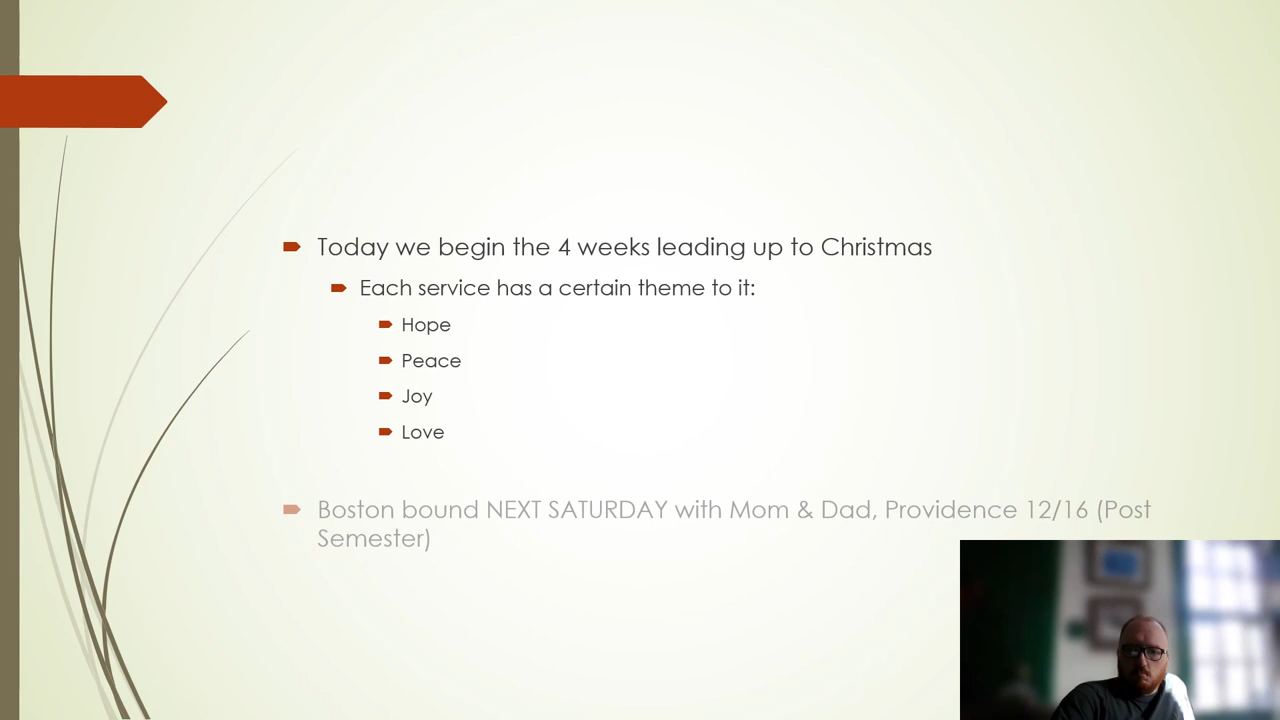 Today we begin the 4 weeks leading up to Christmas
Each service has a certain theme to it:
Hope
Peace
Joy
Love
Boston bound NEXT SATURDAY with Mom & Dad, Providence 12/16 (Post
Semester)